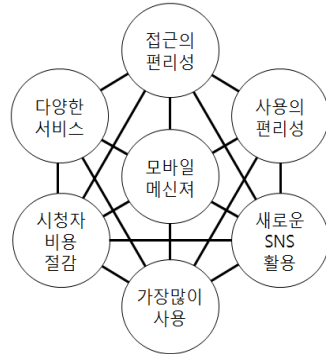 접근의
편리성
다양한
서비스
사용의
편리성
모바일
메신져
시청자
비용
절감
새로운
SNS
활용
가장많이
사용